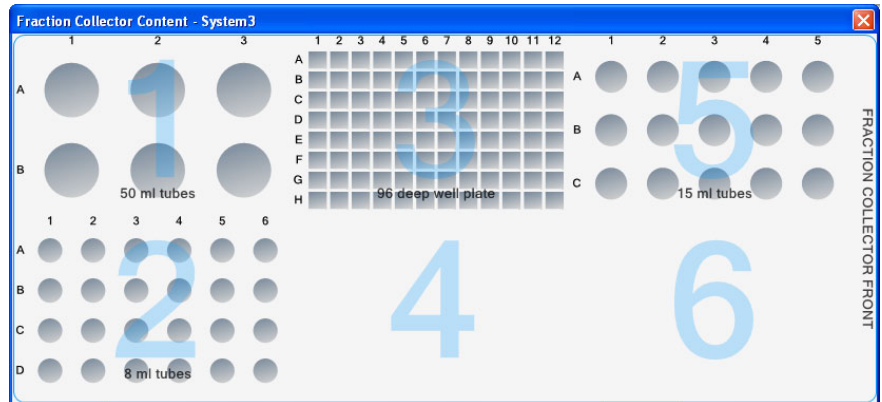 Fraction Collector Content - System3
1 2 3
A
B
1
50 ml tubes
1 2 3 4 5 6 7 8 9 10 11 12
A
B
C
D
E
F
G
H
3
96 deep well plate
1 2 3 4 5
A
B
C
5
15 ml tubes
1 2 3 4 5 6
A
B
C
D
2
8 ml tubes
4
6
FRACTION COLLECTOR FRONT